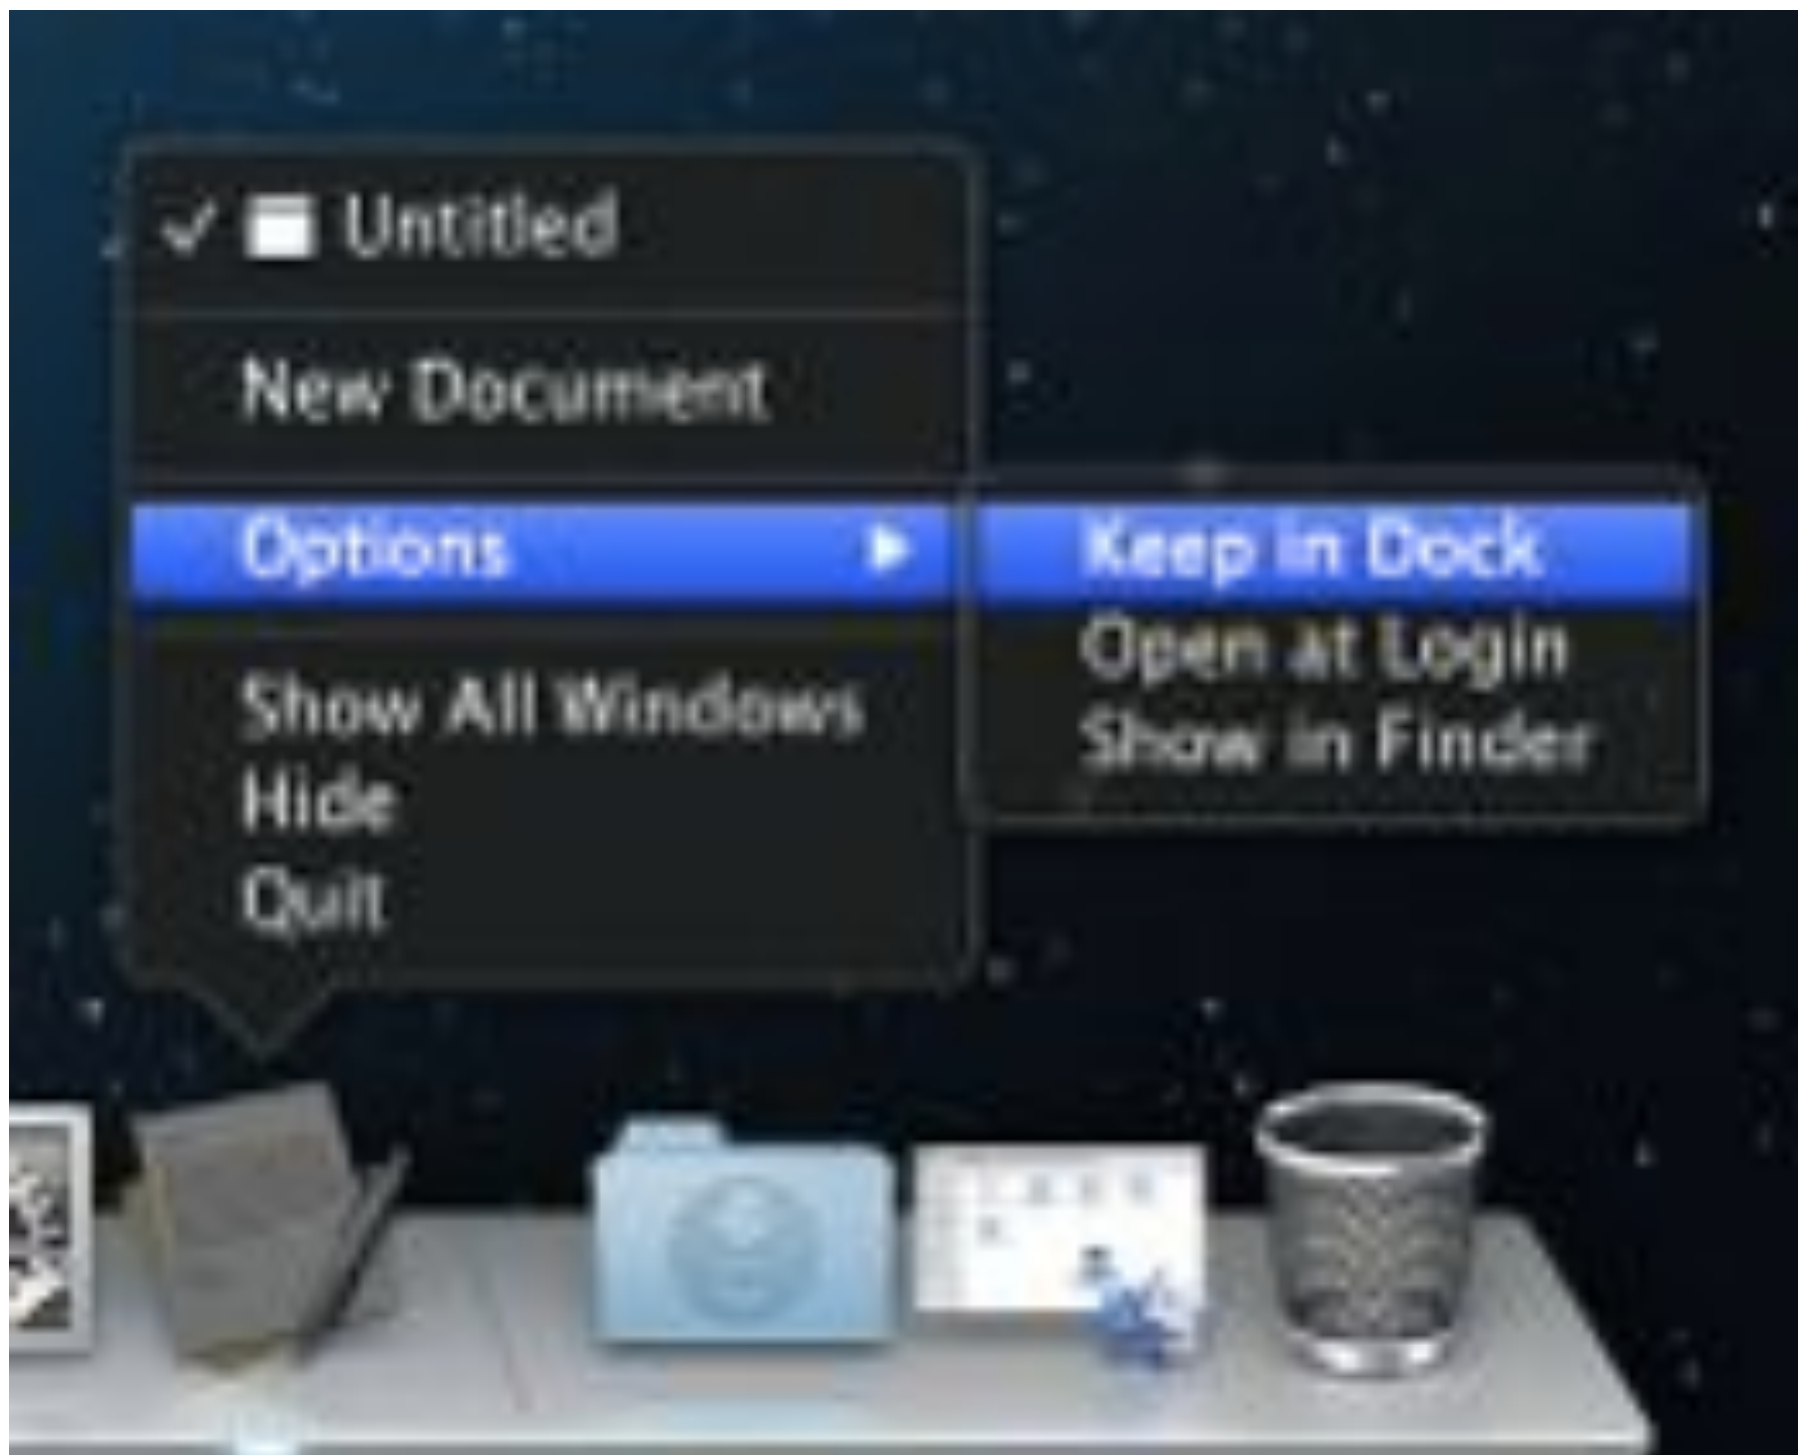 ✓ Untitled
New Document
Options
Keep in Dock
Open at Login
Show in Finder
Show All Windows
Hide
Quit